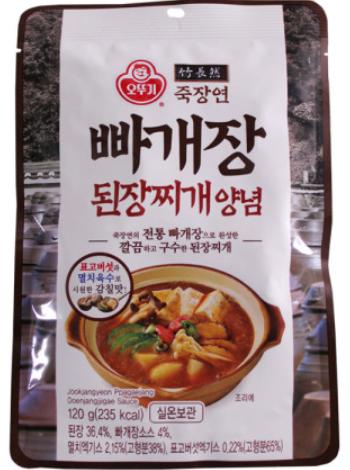 오뚜기
竹長然
죽장연
빠개장
된장찌개양념
죽장연의 전통 빠개장으로 완성한
깔끔하고 구수한 된장찌개
표고버섯과
멸치육수로
시원한 감칠맛!
조리예
Jookjangyeon Ppagaejang
Doenjangjigae Sauce
120 g(235 kcal)
실온보관
된장 36.4%, 빠개장소스 4%,
멸치엑기스 2.15%(고형분38%), 표고버섯엑기스 0.22%(고형분65%)